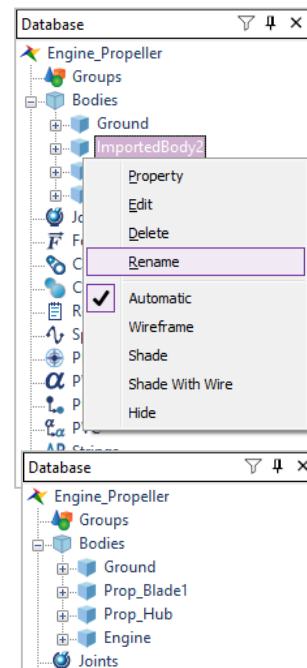 Database
Engine_Propeller
Groups
Bodies
Ground
ImportedBody2
Property
Edit
Delete
Rename
Automatic
Wireframe
Shade
Shade With Wire
Hide
Database
Engine_Propeller
Groups
Bodies
Ground
Prop_Blade1
Prop_Hub
Engine
Joints